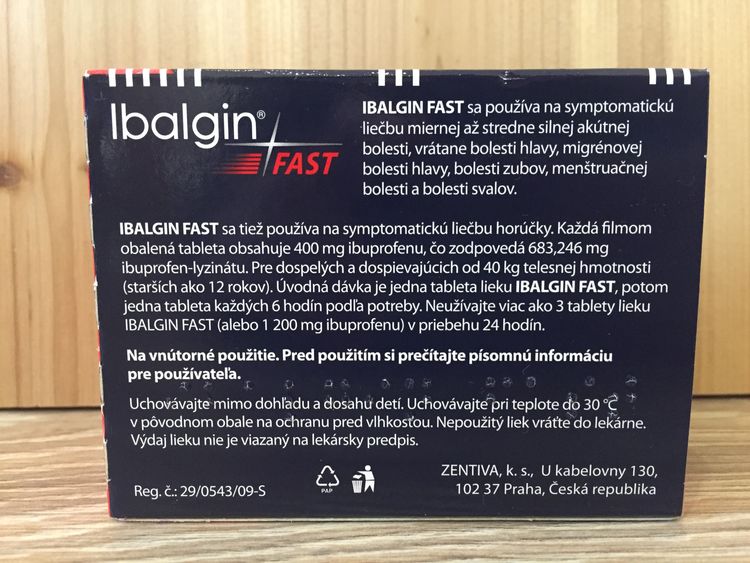 Ibalgin®
FAST
IBALGIN FAST sa používa na symptomatickú
liečbu miernej až stredne silnej akútnej
bolesti, vrátane bolesti hlavy, migrénovej
bolesti hlavy, bolesti zubov, menštruačnej
bolesti a bolesti svalov.
IBALGIN FAST sa tiež používa na symptomatickú liečbu horúčky. Každá filmom
obalená tableta obsahuje 400 mg ibuprofenu, čo zodpovedá 683,246 mg
ibuprofen-lyzinátu. Pre dospelých a dospievajúcich od 40 kg telesnej hmotnosti
(starších ako 12 rokov). Úvodná dávka je jedna tableta lieku IBALGIN FAST, potom
jedna tableta každých 6 hodín podľa potreby. Neužívajte viac ako 3 tablety lieku
IBALGIN FAST (alebo 1 200 mg ibuprofenu) v priebehu 24 hodín.
Na vnútorné použitie. Pred použitím si prečítajte písomnú informáciu
pre používateľa.
Uchovávajte mimo dohľadu a dosahu detí. Uchovávajte pri teplote do 30 °C
v pôvodnom obale na ochranu pred vlhkosťou. Nepoužitý liek vráťte do lekárne.
Výdaj lieku nie je viazaný na lekársky predpis.
Reg. č.: 29/0543/09-S
PAP
ZENTIVA, k. s., U kabelovny 130,
102 37 Praha, Česká republika